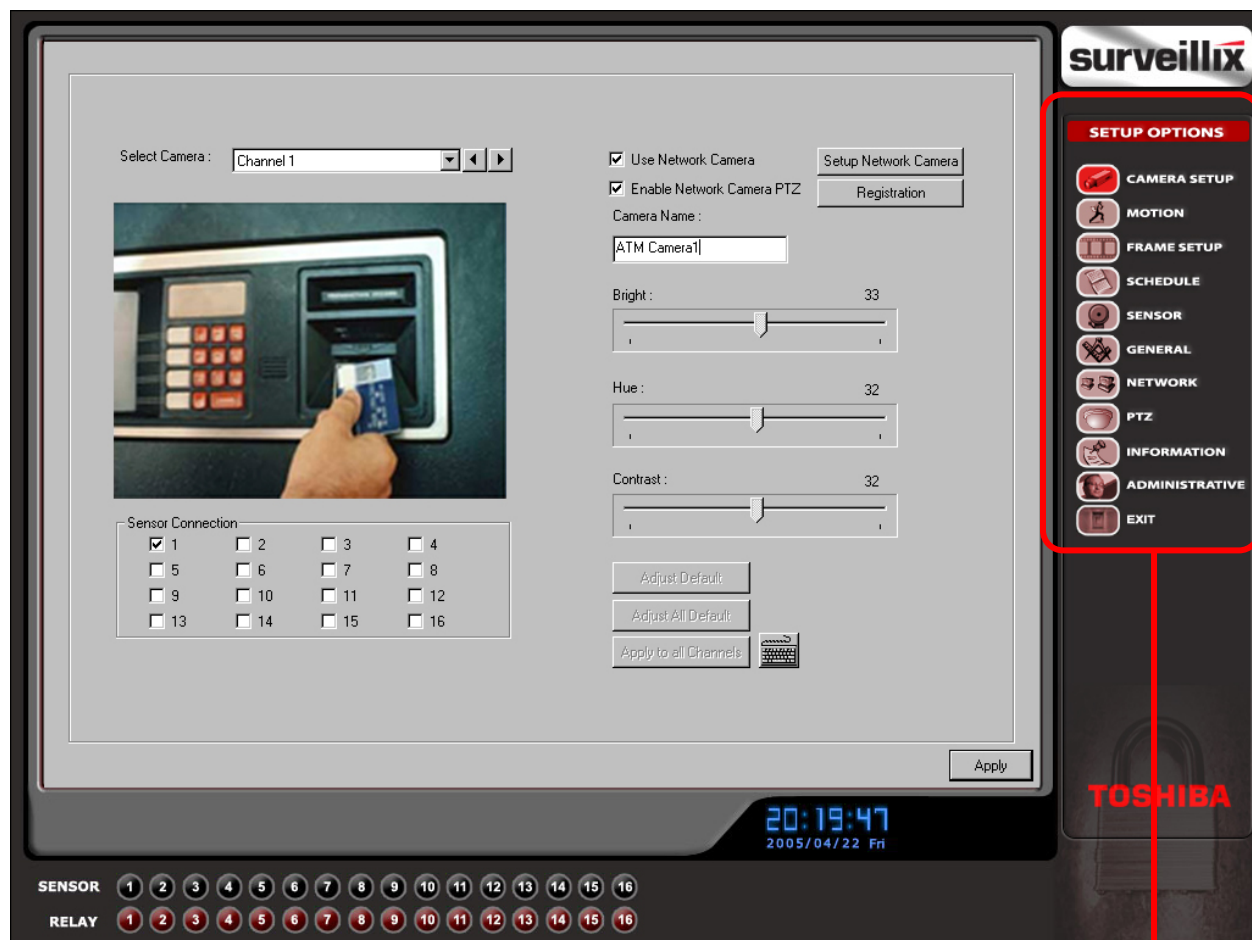 surveillix
SETUP OPTIONS
CAMERA SETUP
MOTION
FRAME SETUP
SCHEDULE
SENSOR
GENERAL
NETWORK
PTZ
INFORMATION
ADMINISTRATIVE
EXIT
Select Camera :
Channel 1
Use Network Camera
Setup Network Camera
Enable Network Camera PTZ
Registration
Camera Name :
ATM Camera1
Bright :
33
Hue :
32
Contrast :
32
Sensor Connection
1 2 3 4
5 6 7 8
9 10 11 12
13 14 15 16
Adjust Default
Adjust All Default
Apply to all Channels
Apply
TOSHIBA
20:19:47
2005/04/22 Fri
SENSOR 1 2 3 4 5 6 7 8 9 10 11 12 13 14 15 16
RELAY 1 2 3 4 5 6 7 8 9 10 11 12 13 14 15 16